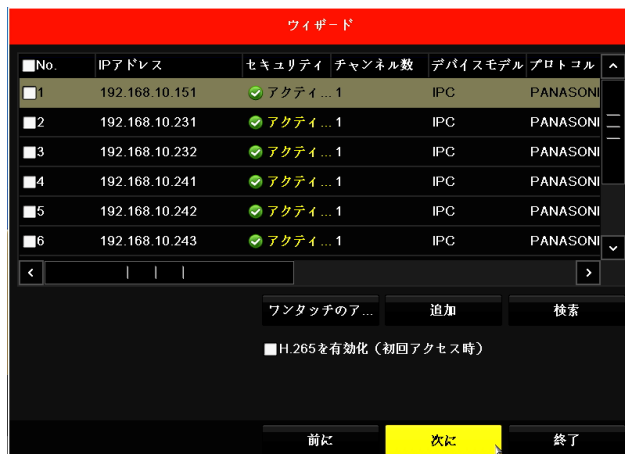 ウィザード
No. IPアドレス セキュリティ チャンネル数 デバイスモデル プロトコル
1 192.168.10.151 アクティ... 1 IPC PANASONI
2 192.168.10.231 アクティ... 1 IPC PANASONI
3 192.168.10.232 アクティ... 1 IPC PANASONI
4 192.168.10.241 アクティ... 1 IPC PANASONI
5 192.168.10.242 アクティ... 1 IPC PANASONI
6 192.168.10.243 アクティ... 1 IPC PANASONI
ワンタッチのア... 追加 検索
H.265を有効化（初回アクセス時）
前に 次に 終了